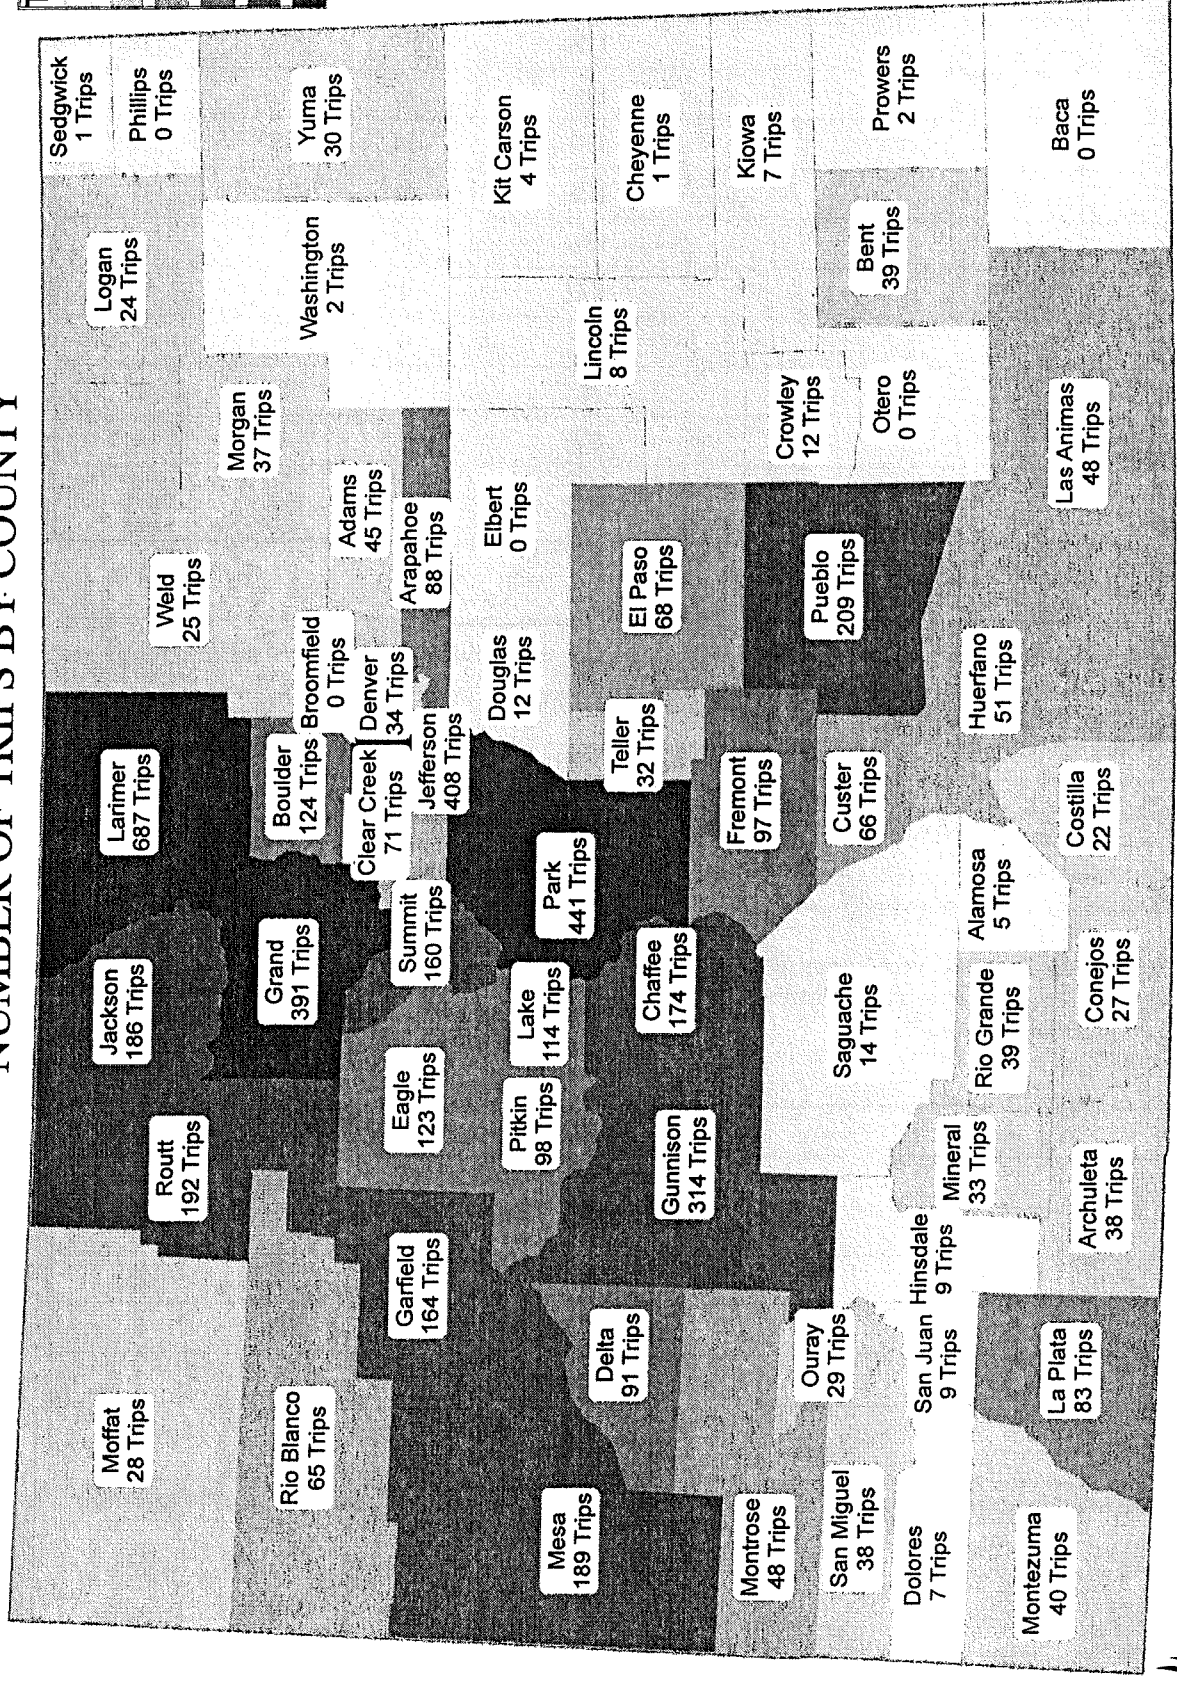 NUMBER OF TRIPS BY COUNTY
Moffat
28 Trips
Routt
192 Trips
Jackson
186 Trips
Larimer
687 Trips
Weld
25 Trips
Logan
24 Trips
Sedgwick
1 Trips
Phillips
0 Trips
Rio Blanco
65 Trips
Grand
391 Trips
Boulder
124 Trips
Broomfield
0 Trips
Morgan
37 Trips
Washington
2 Trips
Yuma
30 Trips
Garfield
164 Trips
Eagle
123 Trips
Summit
160 Trips
Clear Creek
71 Trips
Jefferson
408 Trips
Denver
34 Trips
Adams
45 Trips
Arapahoe
88 Trips
Mesa
189 Trips
Delta
91 Trips
Pitkin
98 Trips
Lake
114 Trips
Park
441 Trips
Douglas
12 Trips
Elbert
0 Trips
Lincoln
8 Trips
Kit Carson
4 Trips
Cheyenne
1 Trips
Gunnison
314 Trips
Chaffee
174 Trips
Teller
32 Trips
El Paso
68 Trips
Kiowa
7 Trips
Montrose
48 Trips
Ouray
29 Trips
Fremont
97 Trips
Custer
66 Trips
Pueblo
209 Trips
Crowley
12 Trips
Otero
0 Trips
Bent
39 Trips
Prowers
2 Trips
San Miguel
38 Trips
Dolores
7 Trips
San Juan
9 Trips
Hinsdale
9 Trips
Saguache
14 Trips
Mineral
33 Trips
Rio Grande
39 Trips
Alamosa
5 Trips
Huerfano
51 Trips
Las Animas
48 Trips
Baca
0 Trips
Montezuma
40 Trips
La Plata
83 Trips
Archuleta
38 Trips
Conejos
27 Trips
Costilla
22 Trips